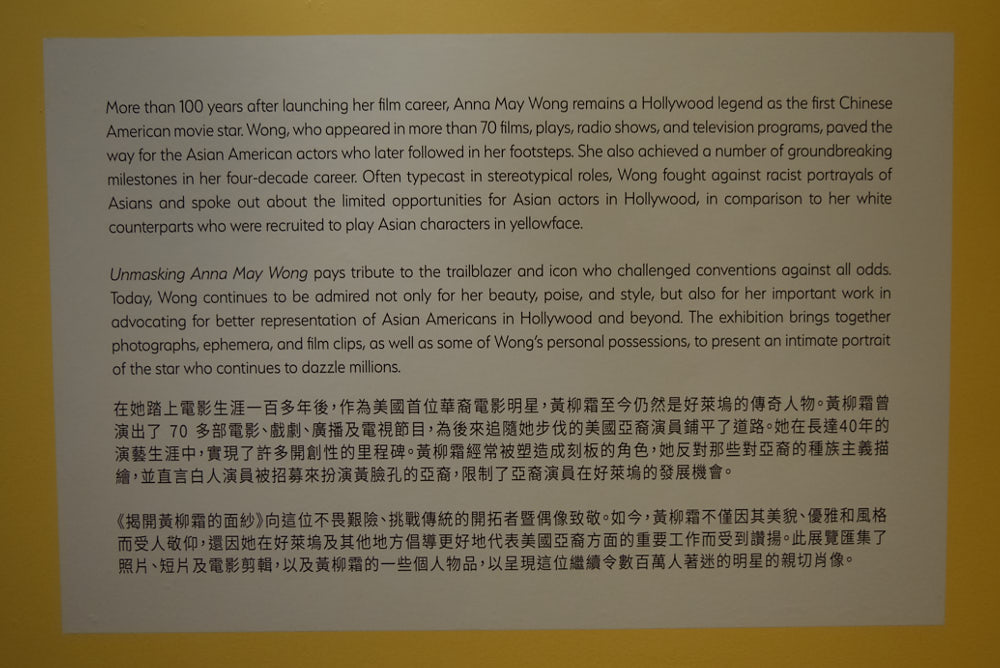 More than 100 years after launching her film career, Anna May Wong remains a Hollywood legend as the first Chinese
American movie star. Wong, who appeared in more than 70 films, plays, radio shows, and television programs, paved the
way for the Asian American actors who later followed in her footsteps. She also achieved a number of groundbreaking
milestones in her four-decade career. Often typecast in stereotypical roles, Wong fought against racist portrayals of
Asians and spoke out about the limited opportunities for Asian actors in Hollywood, in comparison to her white
counterparts who were recruited to play Asian characters in yellowface.
Unmasking Anna May Wong pays tribute to the trailblazer and icon who challenged conventions against all odds.
Today, Wong continues to be admired not only for her beauty, poise, and style, but also for her important work in
advocating for better representation of Asian Americans in Hollywood and beyond. The exhibition brings together
photographs, ephemera, and film clips, as well as some of Wong's personal possessions, to present an intimate portrait
of the star who continues to dazzle millions.
在她踏上電影生涯一百多年後，作為美國首位華裔電影明星，黃柳霜至今仍然是好萊塢的傳奇人物。黃柳霜曾
演出了 70 多部電影、戲劇、廣播及電視節目，為後來追隨她步伐的美國亞裔演員鋪平了道路。她在長達40年的
演藝生涯中，實現了許多開創性的里程碑。黃柳霜經常被塑造成刻板的角色，她反對那些對亞裔的種族主義描
繪，並直言白人演員被招募來扮演黃臉孔的亞裔，限制了亞裔演員在好萊塢的發展機會。
《揭開黃柳霜的面紗》向這位不畏艱險、挑戰傳統的開拓者暨偶像致敬。如今，黃柳霜不僅因其美貌、優雅和風格
而受人敬仰，還因她在好萊塢及其他地方倡導更好地代表美國亞裔方面的重要工作而受到讚揚。此展覽匯集了
照片、短片及電影剪輯，以及黃柳霜的一些個人物品，以呈現這位繼續令數百萬人著迷的明星的親切肖像。